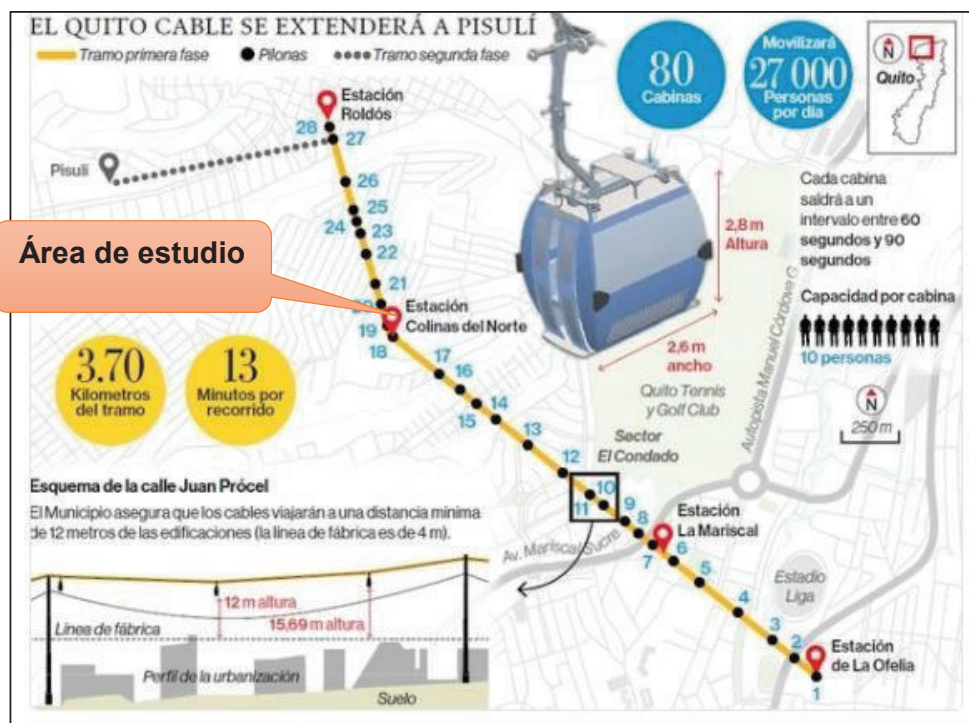 EL QUITO CABLE SE EXTENDERÁ A PISULÍ
Tramo primera fase
Pilonas
Tramo segunda fase
80
Cabinas
Movilizará
27 000
Personas
por día
N
Quito
Estación
Roldós
28
27
Pisulí
26
25
24
23
22
21
Área de estudio
Estación
Colinas del Norte
19
18
2,8 m
Altura
2,6 m
ancho
Cada cabina
saldrá a un
intervalo entre 60
segundos y 90
segundos
Capacidad por cabina
10 personas
N
250 m
Autopista Manuel Córdova G.
3.70
Kilometros
del tramo
13
Minutos por
recorrido
17
16
15
14
13
12
11
10
9
8
7
6
5
4
3
2
1
Quito Tennis
y Golf Club
Sector
El Condado
Estación
La Mariscal
Av. Mariscal Sucre
Estadio
Liga
Estación
de La Ofelia
Esquema de la calle Juan Prócel
El Municipio asegura que los cables viajarán a una distancia mínima
de 12 metros de las edificaciones (la línea de fábrica es de 4 m).
12 m altura
15,69 m altura
Línea de fábrica
Perfil de la urbanización
Suelo